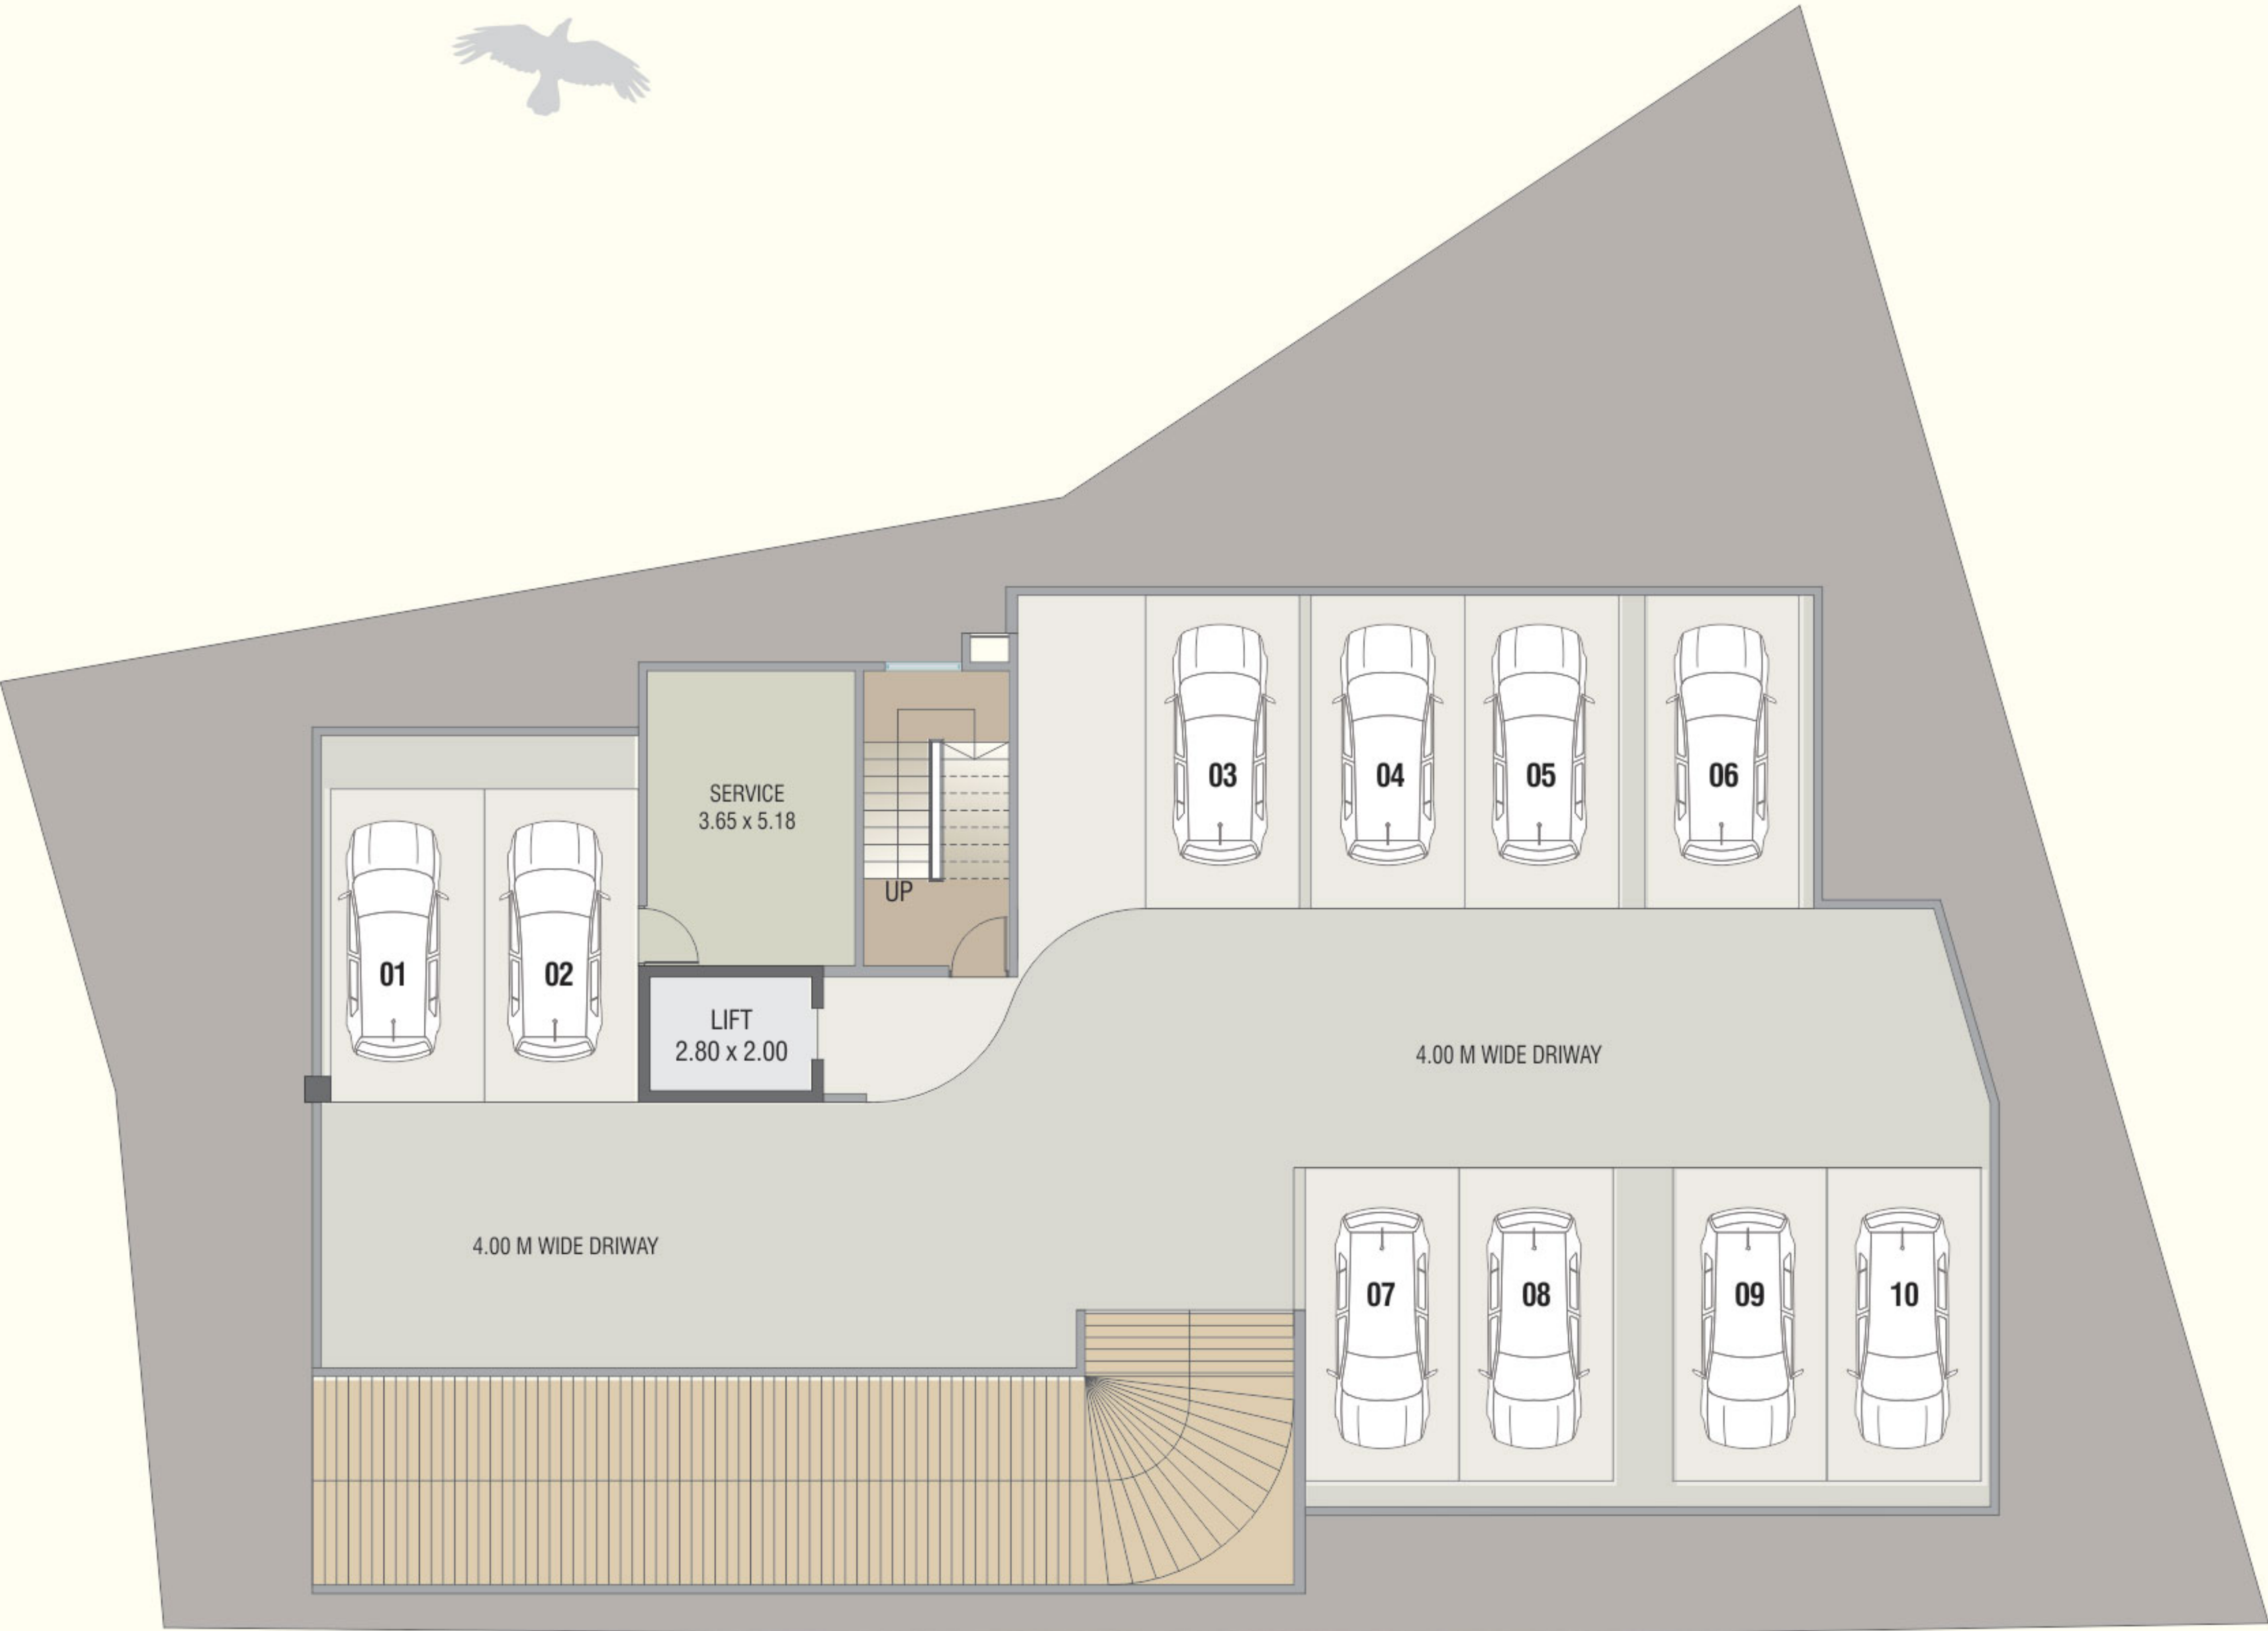 03
04
05
06
SERVICE
3.65 x 5.18
UP
01
02
LIFT
2.80 x 2.00
4.00 M WIDE DRIWAY
4.00 M WIDE DRIWAY
07
08
09
10